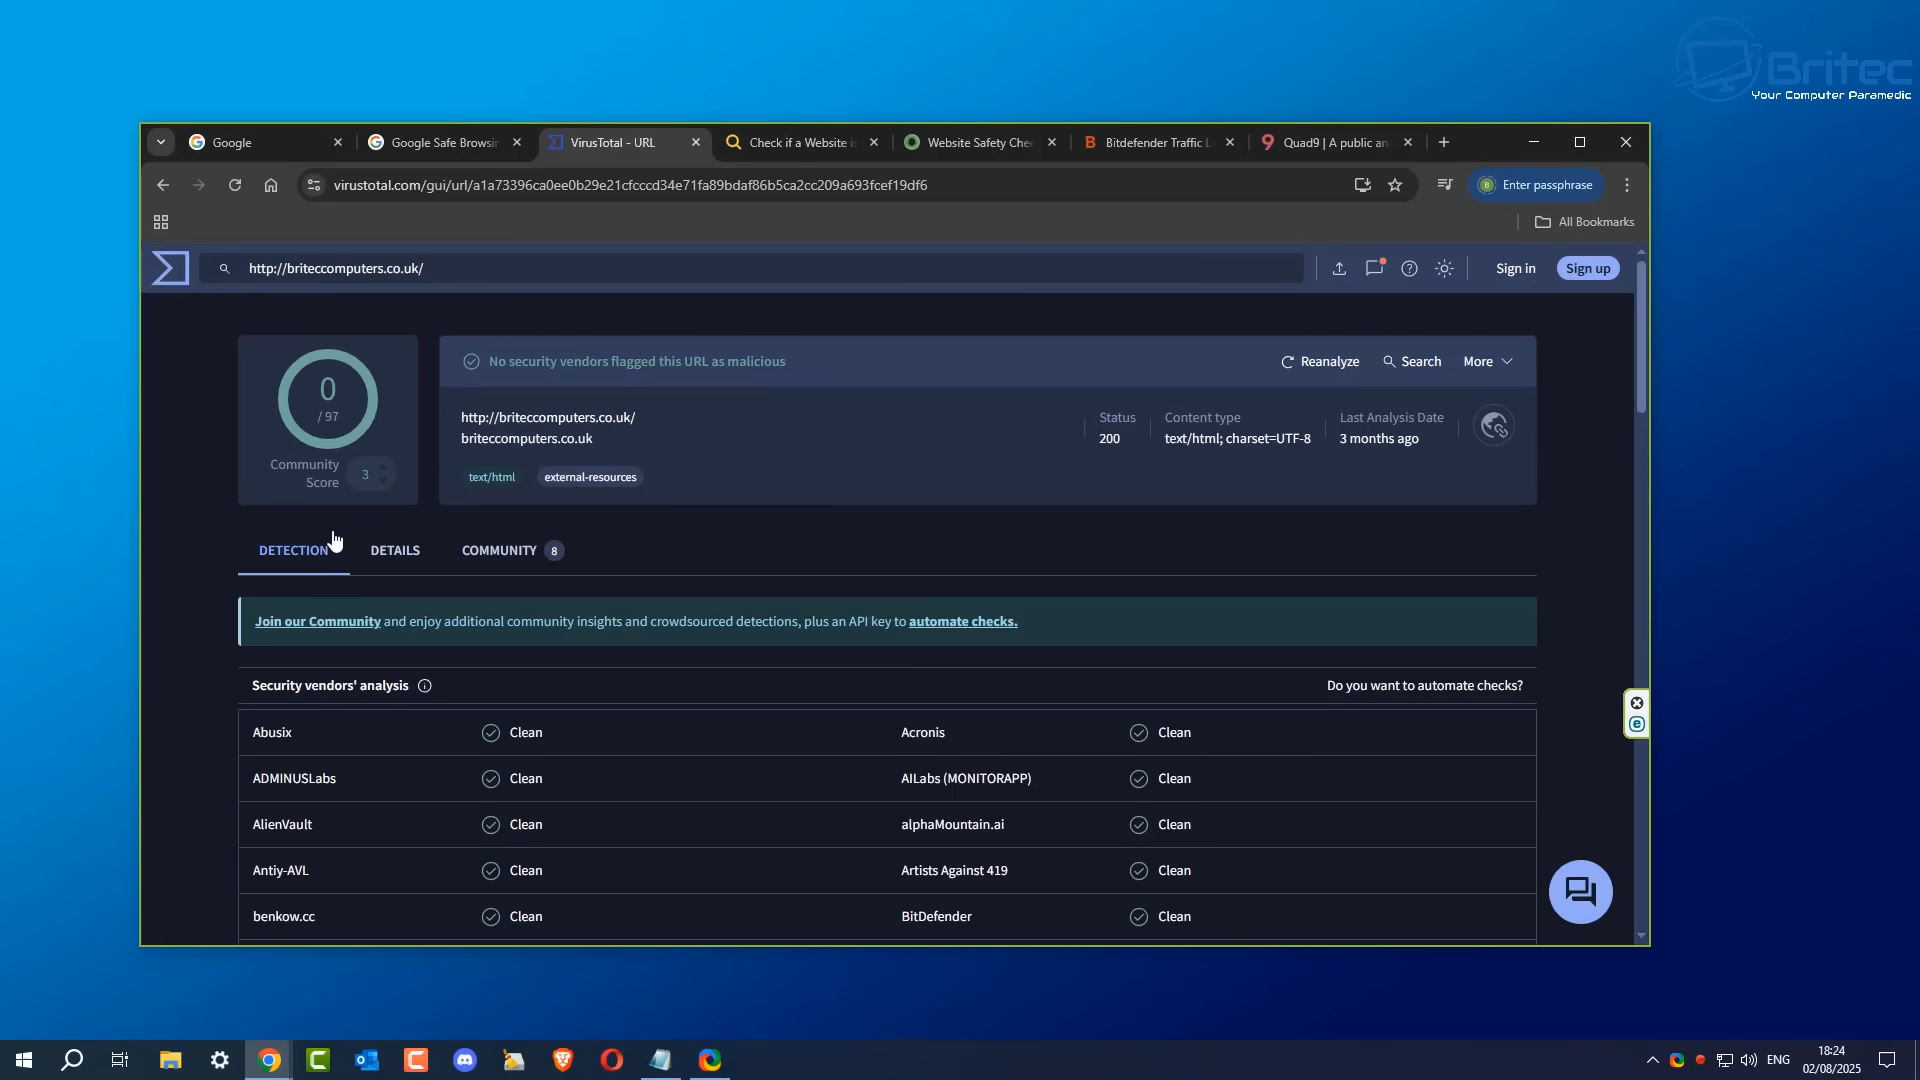 Britec
Your Computer Paramedic
Google
Google Safe Browsin
VirusTotal - URL
Check if a Website i
Website Safety Che
Bitdefender Traffic L
Quad9 | A public an
virustotal.com/gui/url/a1a73396ca0ee0b29e21cfcccd34e71fa89bdaf86b5ca2cc209a693fcef19df6
Enter passphrase
All Bookmarks
http://briteccomputers.co.uk/
Sign in
Sign up
0
/ 97
Community
Score
3
No security vendors flagged this URL as malicious
Reanalyze
Search
More
http://briteccomputers.co.uk/
briteccomputers.co.uk
Status
200
Content type
text/html; charset=UTF-8
Last Analysis Date
3 months ago
text/html
external-resources
DETECTION
DETAILS
COMMUNITY 8
Join our Community and enjoy additional community insights and crowdsourced detections, plus an API key to automate checks.
Security vendors' analysis
Do you want to automate checks?
Abusix Clean Acronis Clean
ADMINUSLabs Clean AILabs (MONITORAPP) Clean
AlienVault Clean alphaMountain.ai Clean
Antiy-AVL Clean Artists Against 419 Clean
benkow.cc Clean BitDefender Clean
ENG
18:24
02/08/2025